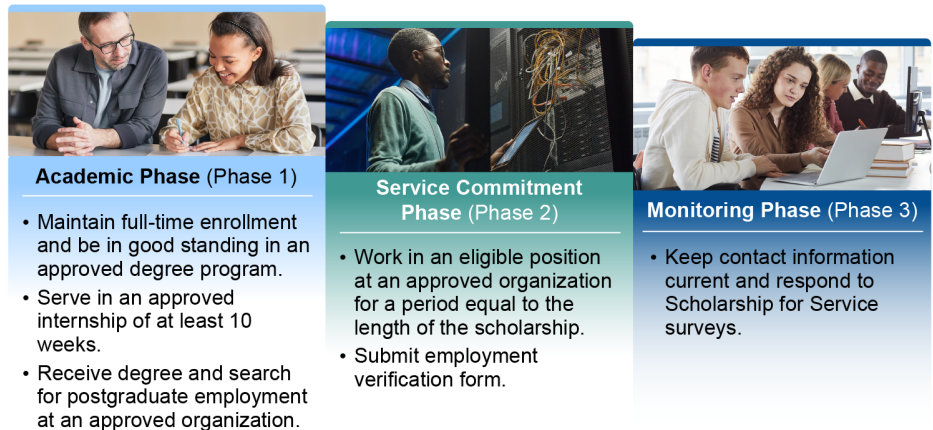 Academic Phase (Phase 1)
• Maintain full-time enrollment
and be in good standing in an
approved degree program.
• Serve in an approved
internship of at least 10
weeks.
• Receive degree and search
for postgraduate employment
at an approved organization.
Service Commitment
Phase (Phase 2)
• Work in an eligible position
at an approved organization
for a period equal to the
length of the scholarship.
• Submit employment
verification form.
Monitoring Phase (Phase 3)
• Keep contact information
current and respond to
Scholarship for Service
surveys.